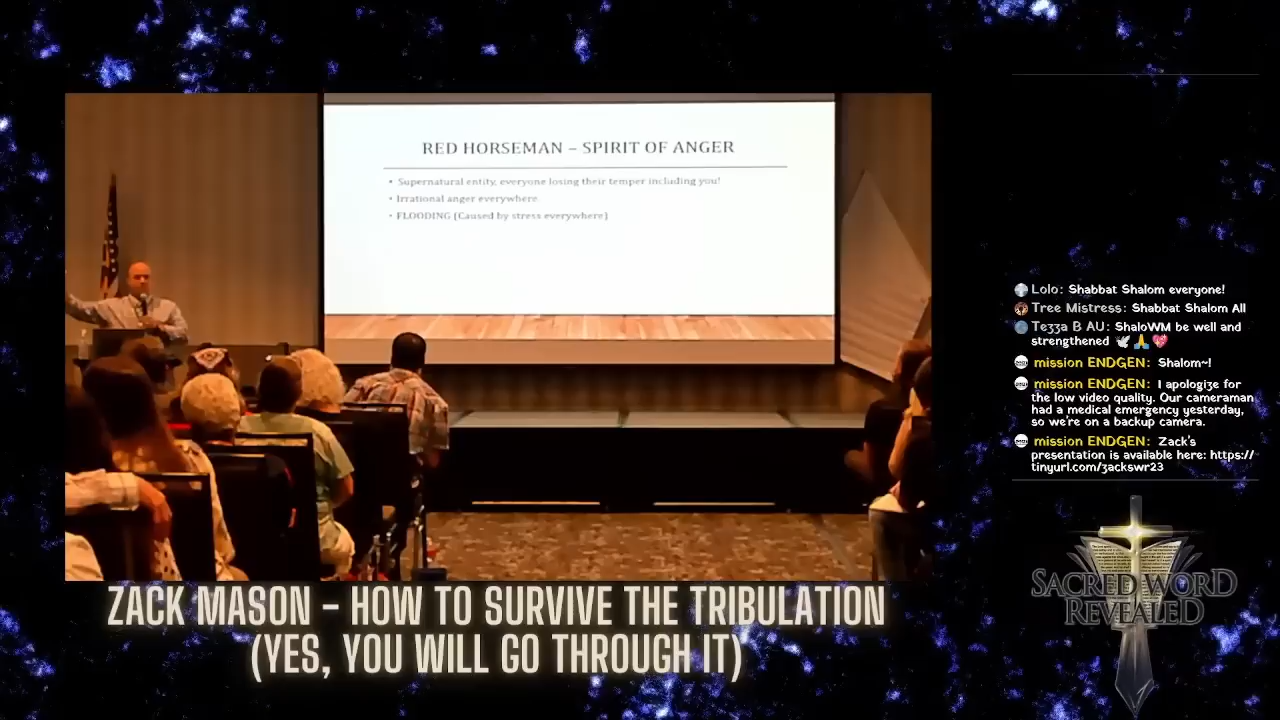 RED HORSEMAN – SPIRIT OF ANGER
• Supernatural entity, everyone losing their temper including you!
• Irrational anger everywhere.
• FLOODING (Caused by stress everywhere)
Lolo: Shabbat Shalom everyone!
Tree Mistress: Shabbat Shalom All
Te33a B AU: ShaloWM be well and
strengthened 🕊️🙏💖
mission ENDGEN: Shalom~!
mission ENDGEN: I apologize for
the low video quality. Our cameraman
had a medical emergency yesterday,
so we're on a backup camera.
mission ENDGEN: Zack's
presentation is available here: https://
tinyurl.com/zackswr23
SACRED WORD
REVEALED
ZACK MASON - HOW TO SURVIVE THE TRIBULATION
(YES, YOU WILL GO THROUGH IT)